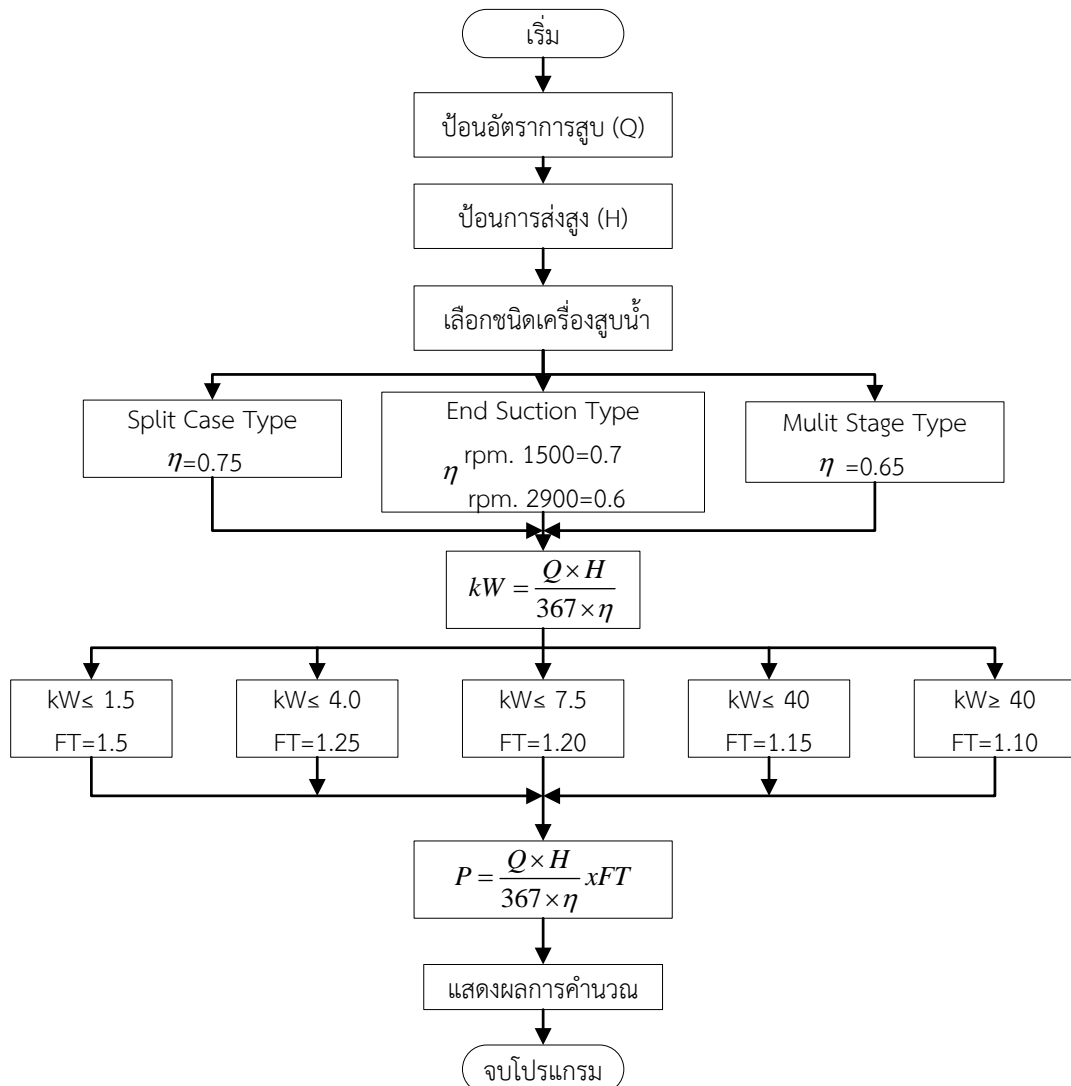 เริ่ม
ป้อนอัตราการสูบ (Q)
ป้อนการส่งสูง (H)
เลือกชนิดเครื่องสูบน้ำ
Split Case Type
η=0.75
End Suction Type
rpm. 1500=0.7
η
rpm. 2900=0.6
Mulit Stage Type
η =0.65
kW = Q × H / 367 × η
kW≤ 1.5
FT=1.5
kW≤ 4.0
FT=1.25
kW≤ 7.5
FT=1.20
kW≤ 40
FT=1.15
kW≥ 40
FT=1.10
P = Q × H / 367 × η xFT
แสดงผลการคำนวณ
จบโปรแกรม